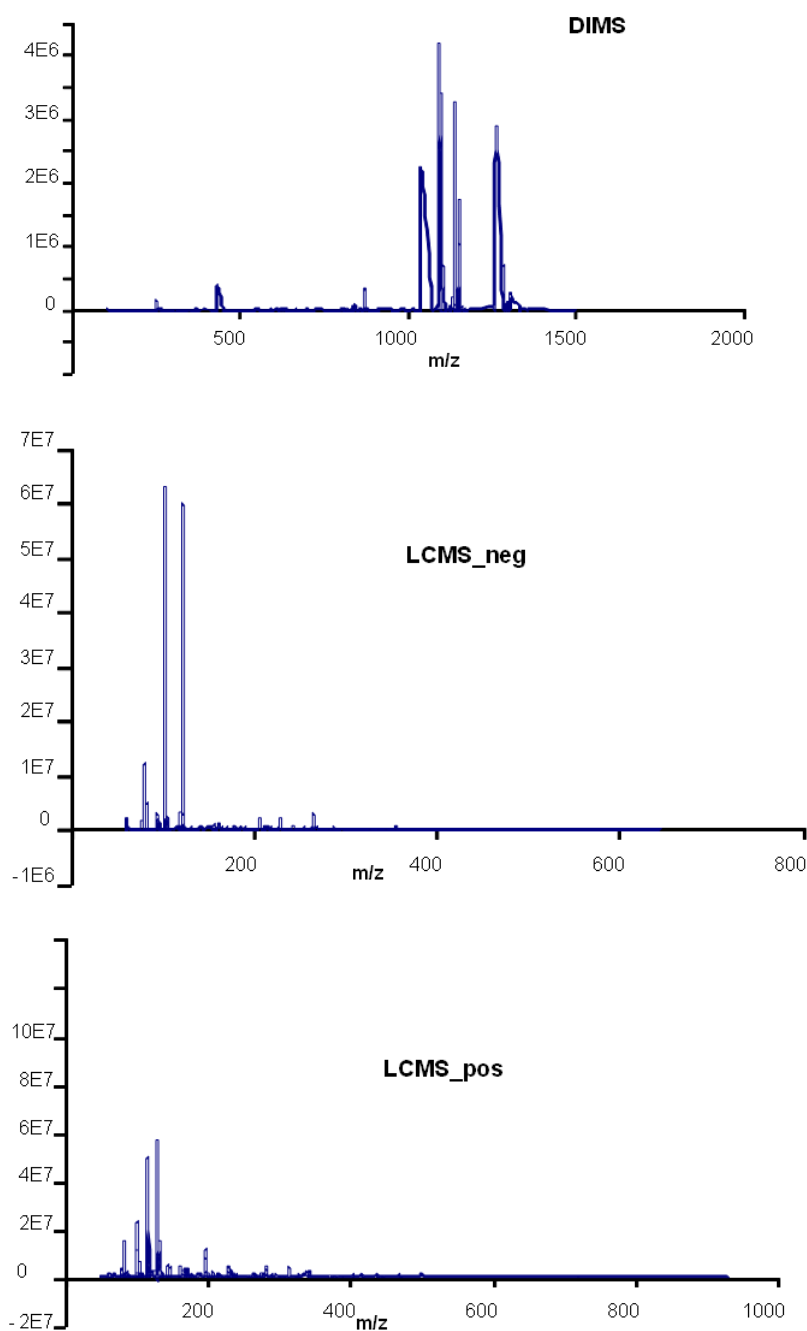 DIMS
4E6
3E6
2E6
1E6
0
500 1000 1500 2000
m/z
7E7
6E7
LCMS_neg
5E7
4E7
3E7
2E7
1E7
0
-1E6
200 400 600 800
m/z
10E7
LCMS_pos
8E7
6E7
4E7
2E7
0
-2E7
200 400 600 800 1000
m/z